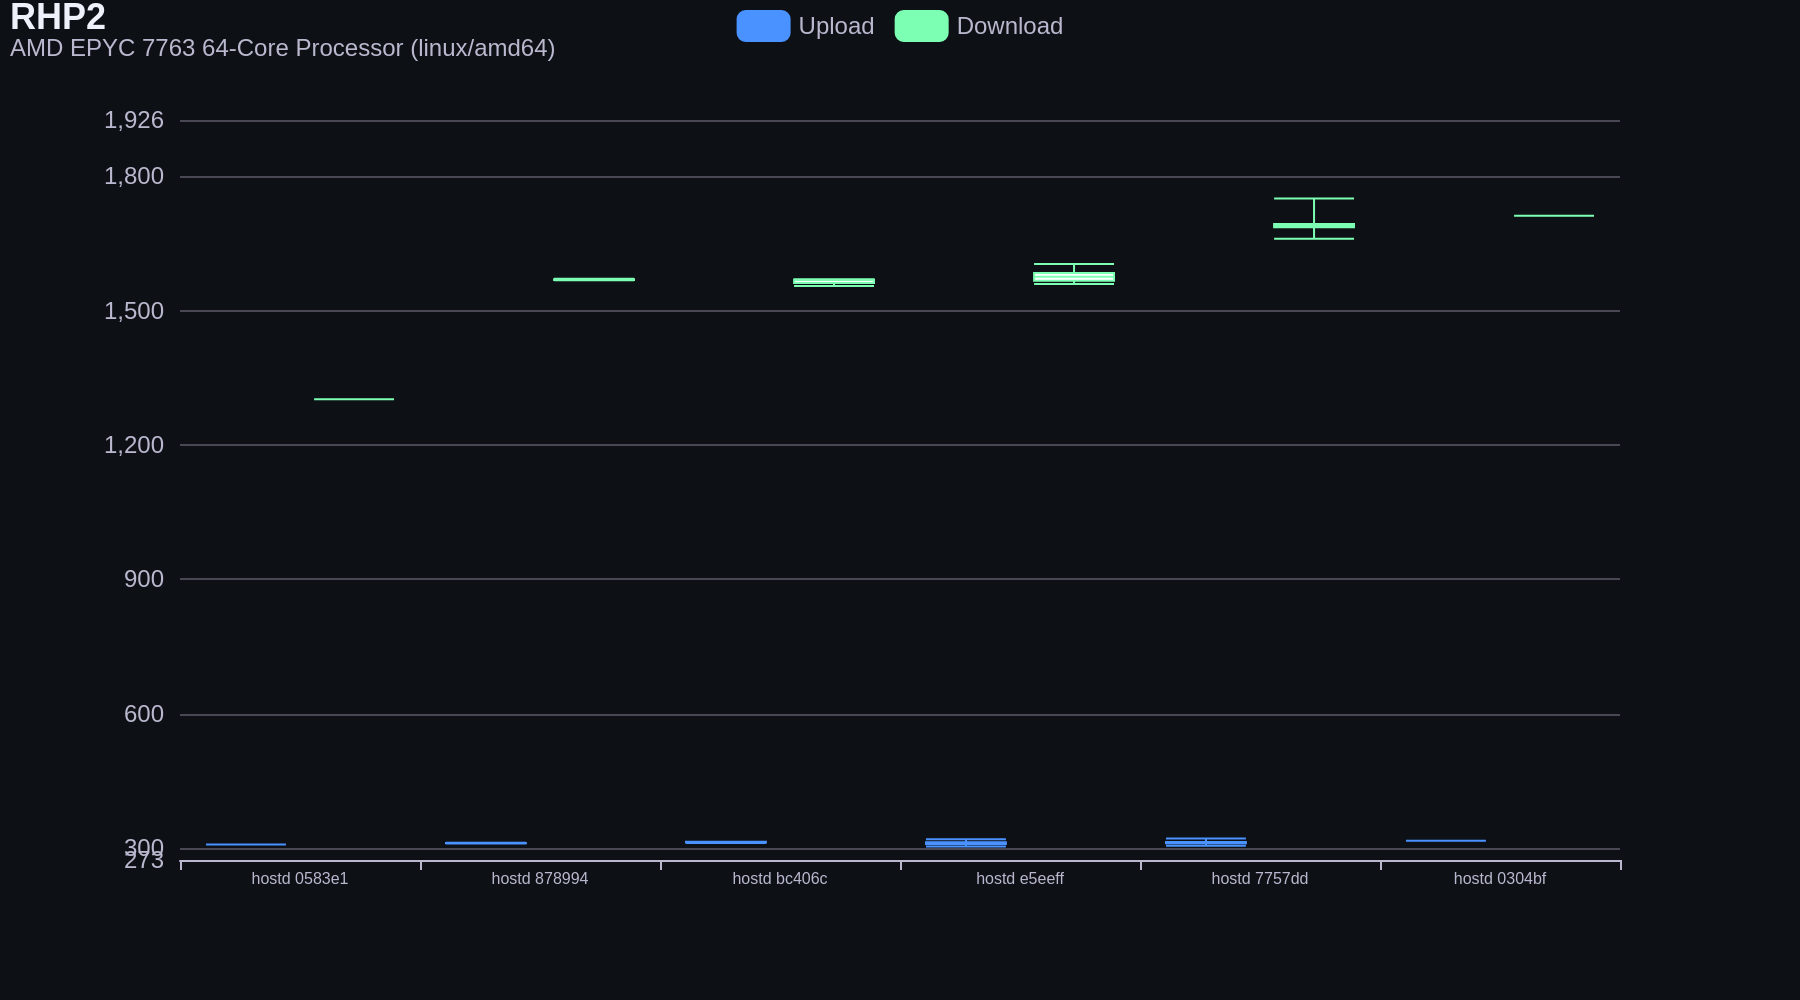 RHP2
AMD EPYC 7763 64-Core Processor (linux/amd64)
Upload
Download
1,926
1,800
1,500
1,200
900
600
300
273
hostd 0583e1
hostd 878994
hostd bc406c
hostd e5eeff
hostd 7757dd
hostd 0304bf